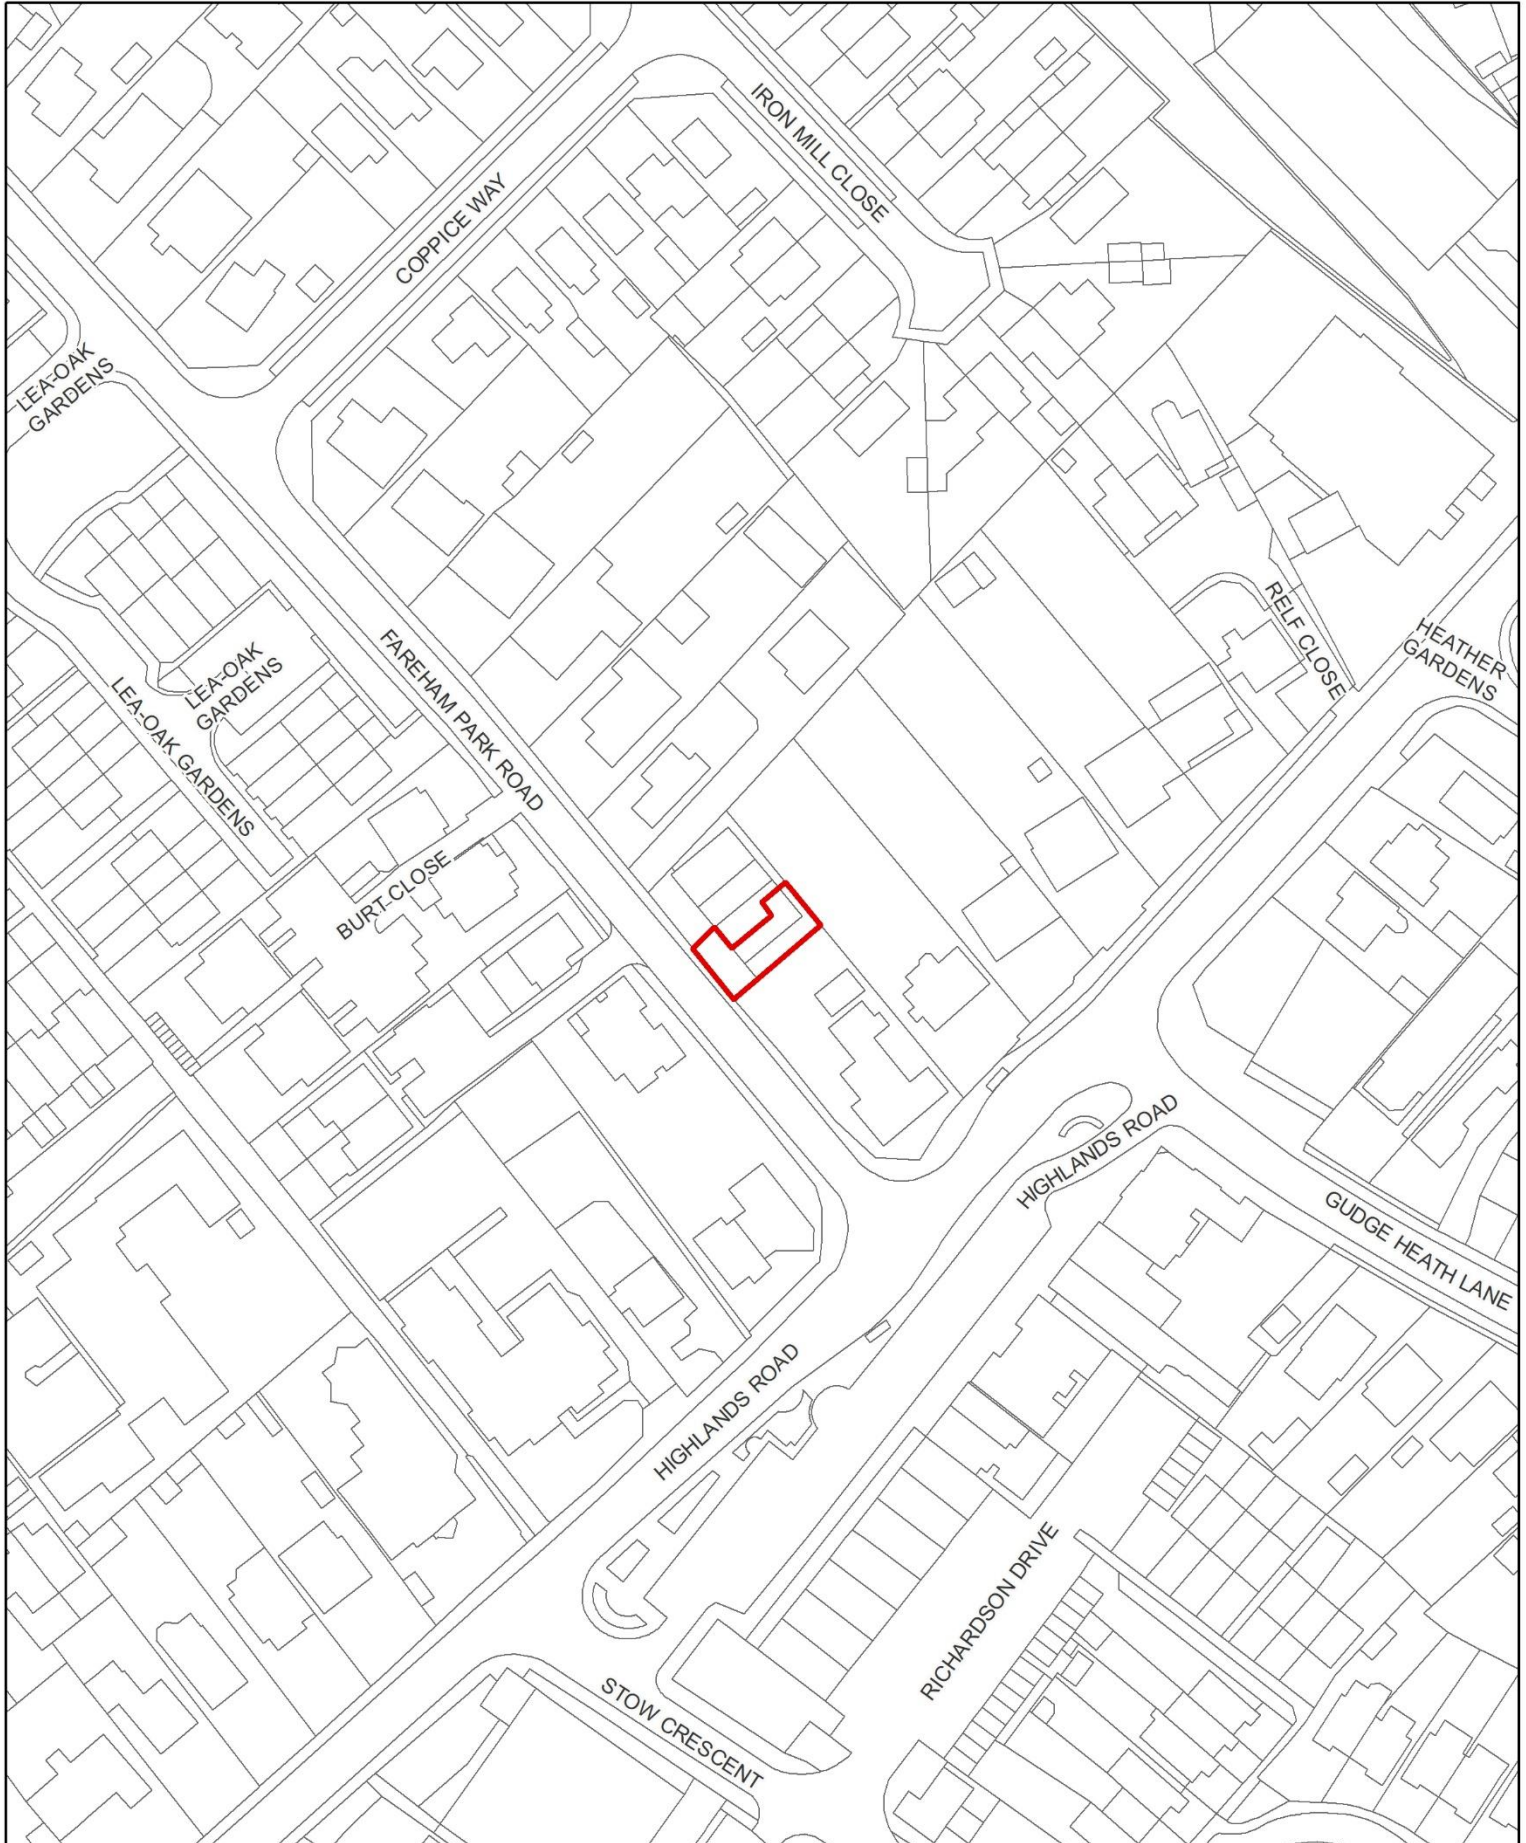 IRON MILL CLOSE
COPPICE WAY
LEA-OAK
GARDENS
RELF CLOSE
HEATHER
GARDENS
FAREHAM PARK ROAD
LEA-OAK
GARDENS
LEA-OAK GARDENS
BURT CLOSE
HIGHLANDS ROAD
GUDGE HEATH LANE
HIGHLANDS ROAD
RICHARDSON DRIVE
STOW CRESCENT